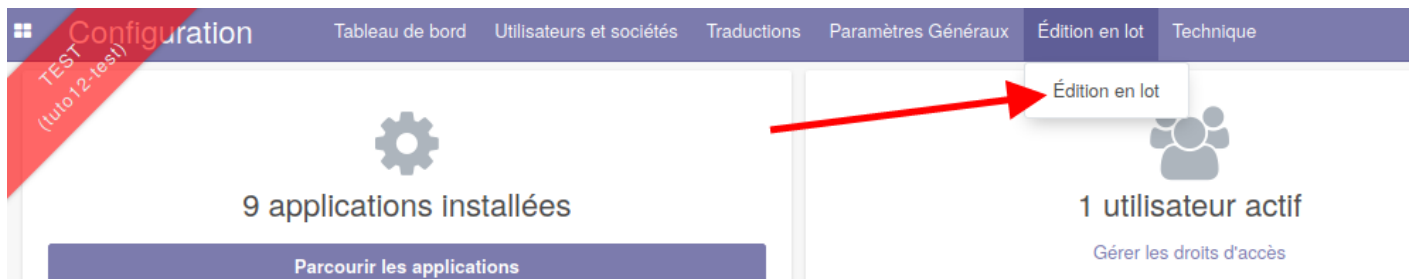 Configuration
Tableau de bord
Utilisateurs et sociétés
Traductions
Paramètres Généraux
Édition en lot
Technique
TEST
(tuto12-test)
Édition en lot
9 applications installées
1 utilisateur actif
Parcourir les applications
Gérer les droits d'accès